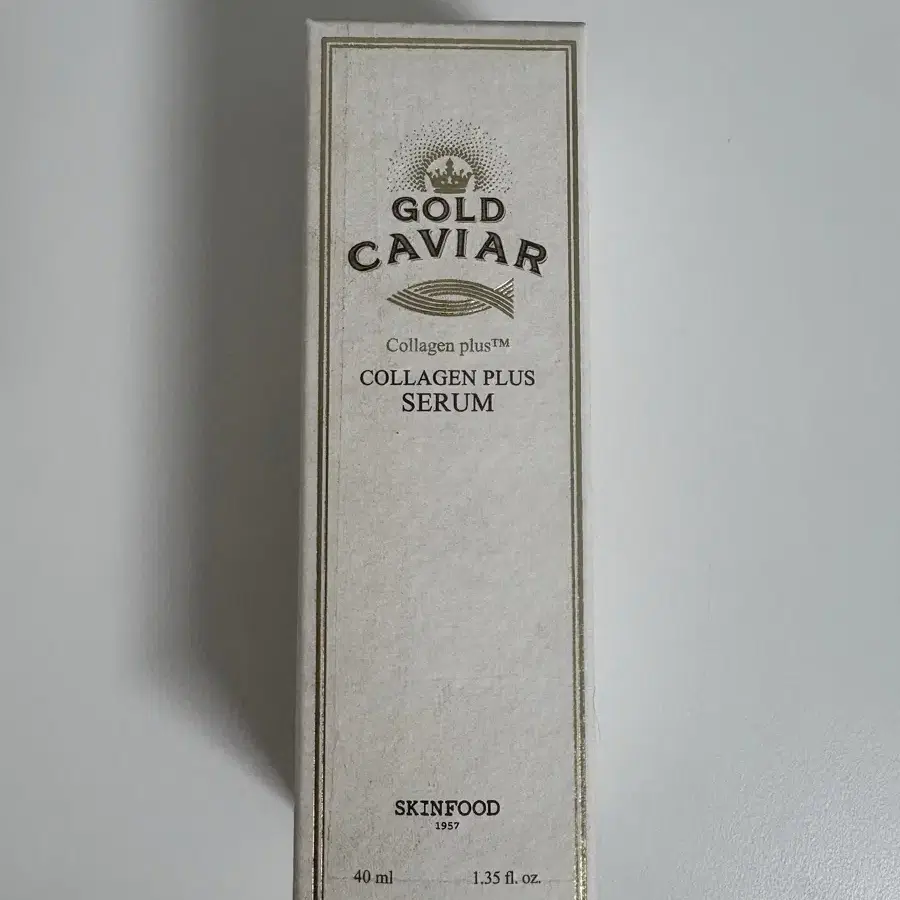 GOLD
CAVIAR
Collagen plus™
COLLAGEN PLUS
SERUM
SKINFOOD
1957
40 ml 1.35 fl. oz.